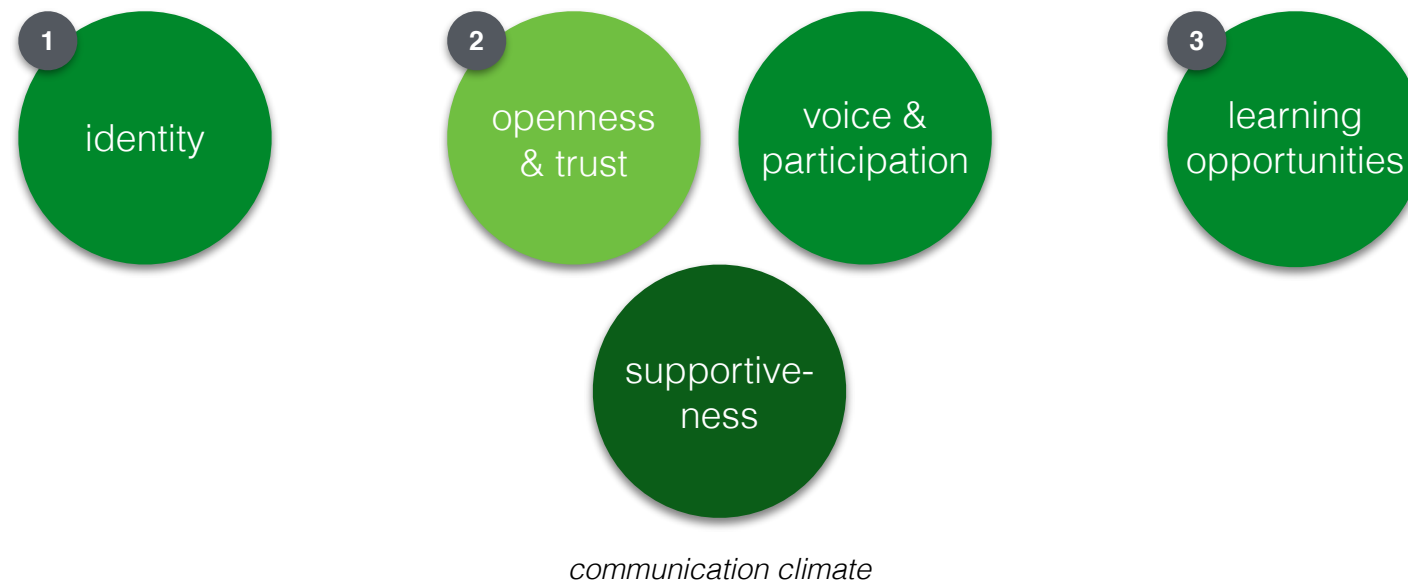 1
identity
2
openness
& trust
voice &
participation
supportive-
ness
communication climate
3
learning
opportunities